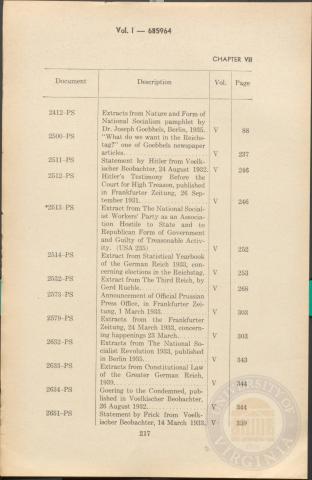 Vol. I — 685964
CHAPTER VII
Document Description Vol. Page
2412-PS Extracts from Nature and Form of
National Socialism pamphlet by
Dr. Joseph Goebbels, Berlin, 1935. V 88
2500-PS "What do we want in the Reichs-
tag?" one of Goebbels newspaper
articles. V 237
2511-PS Statement by Hitler from Voelk-
ischer Beobachter, 24 August 1932. V 246
2512-PS Hitler's Testimony Before the
Court for High Treason, published
in Frankfurter Zeitung, 26 Sep-
tember 1931. V 246
*2513-PS Extract from The National Social-
ist Workers' Party as an Associa-
tion Hostile to State and to
Republican Form of Government
and Guilty of Treasonable Activ-
ity. (USA 235) V 252
2514-PS Extract from Statistical Yearbook
of the German Reich 1933, con-
cerning elections in the Reichstag. V 253
2532-PS Extract from The Third Reich, by
Gerd Ruehle. V 268
2573-PS Announcement of Official Prussian
Press Office, in Frankfurter Zei-
tung, 1 March 1933. V 303
2579-PS Extracts from the Frankfurter
Zeitung, 24 March 1933, concern-
ing happenings 23 March. V 303
2632-PS Extracts from The National So-
cialist Revolution 1933, published
in Berlin 1935. V 343
2633-PS Extracts from Constitutional Law
of the Greater German Reich,
1939. V 344
2634-PS Goering to the Condemned, pub-
lished in Voelkischer Beobachter,
26 August 1932. V 344
2651-PS Statement by Frick from Voelk-
ischer Beobachter, 14 March 1933. V 359
217
UNIVERSITY OF
VIRGINIA